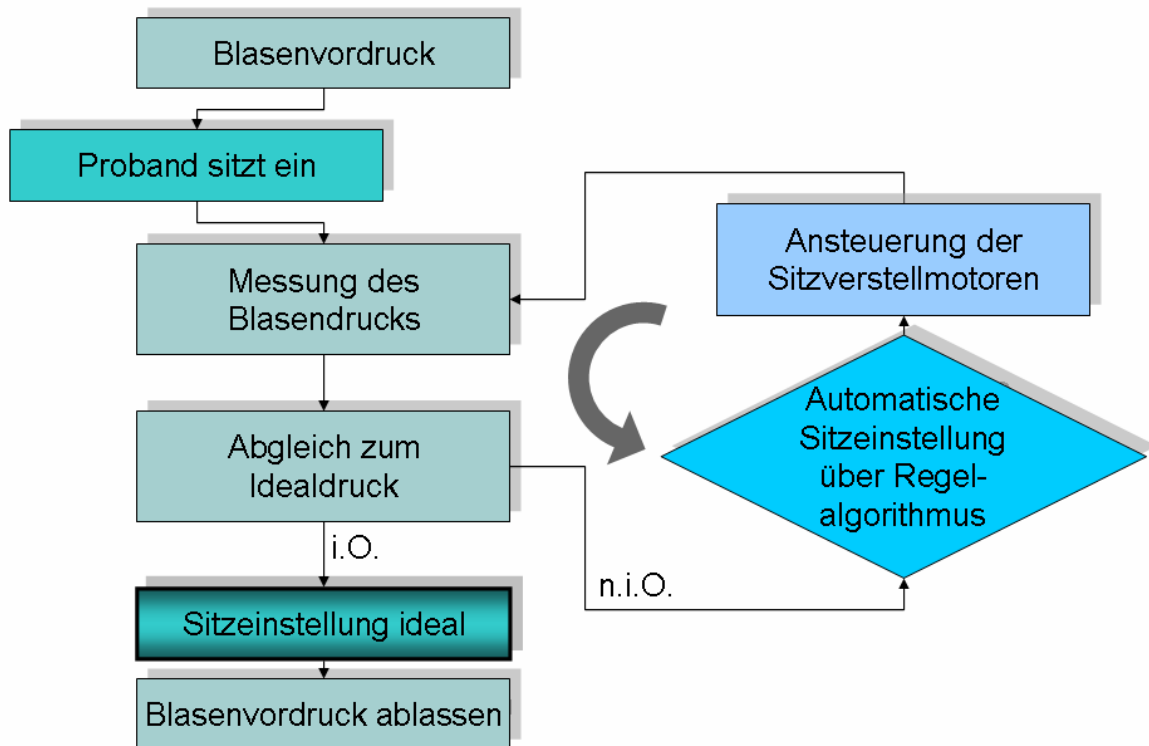 Blasenvordruck
Proband sitzt ein
Messung des
Blasendrucks
Abgleich zum
Idealdruck
i.O.
Sitzeinstellung ideal
Blasenvordruck ablassen
n.i.O.
Automatische
Sitzeinstellung
über Regel-
algorithmus
Ansteuerung der
Sitzverstellmotoren